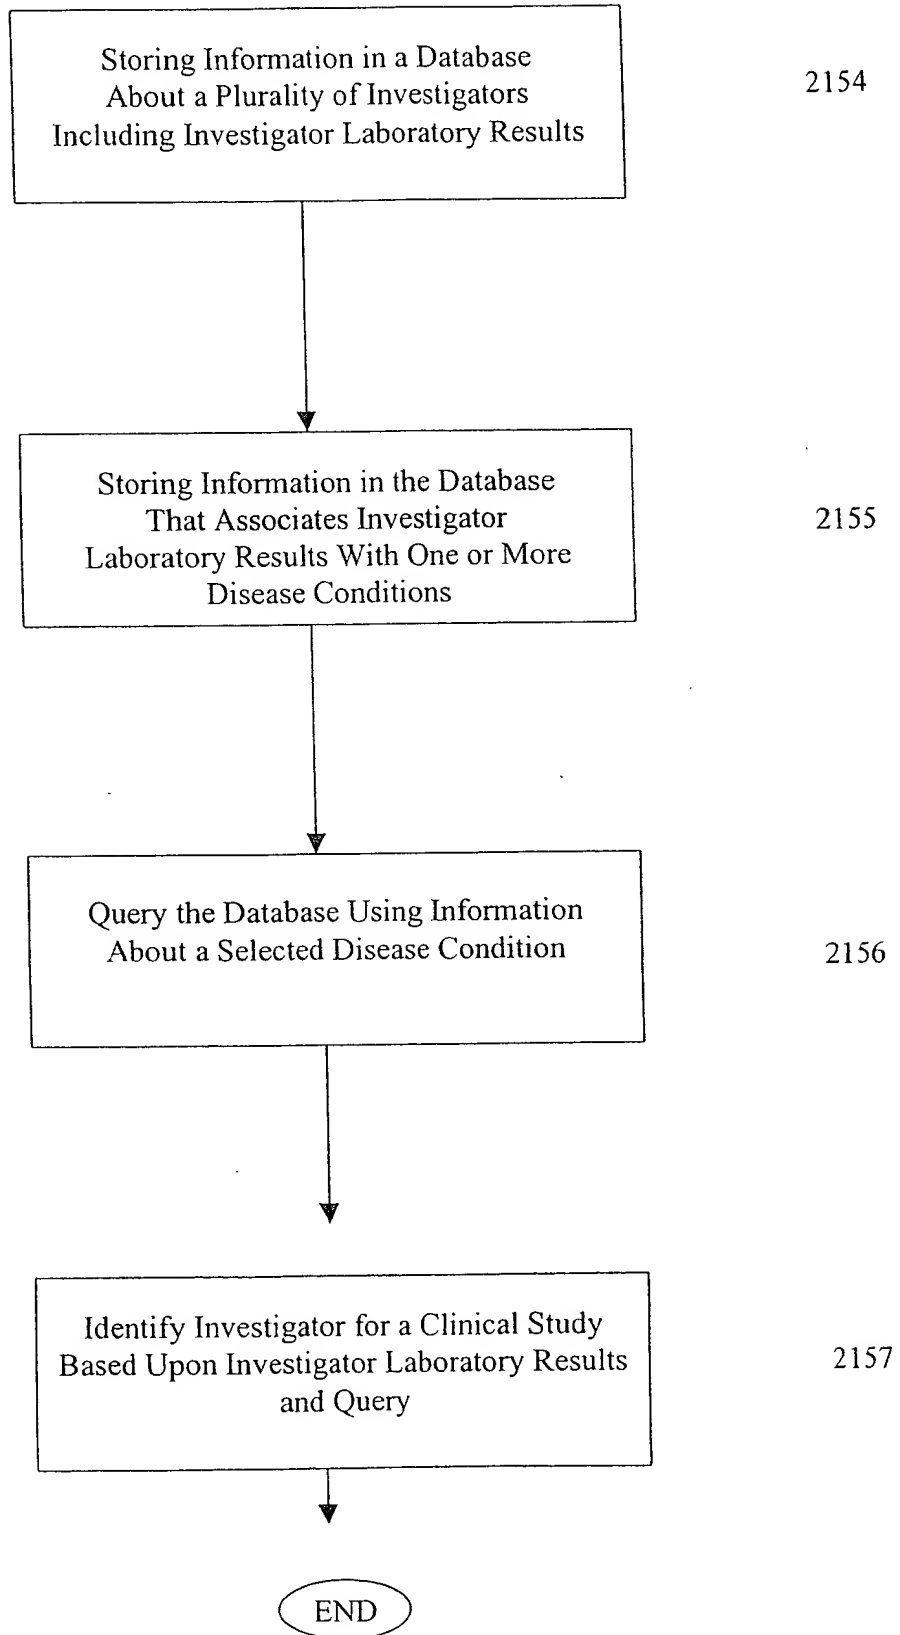 Storing Information in a Database
About a Plurality of Investigators
Including Investigator Laboratory Results
2154
Storing Information in the Database
That Associates Investigator
Laboratory Results With One or More
Disease Conditions
2155
Query the Database Using Information
About a Selected Disease Condition
2156
Identify Investigator for a Clinical Study
Based Upon Investigator Laboratory Results
and Query
2157
END